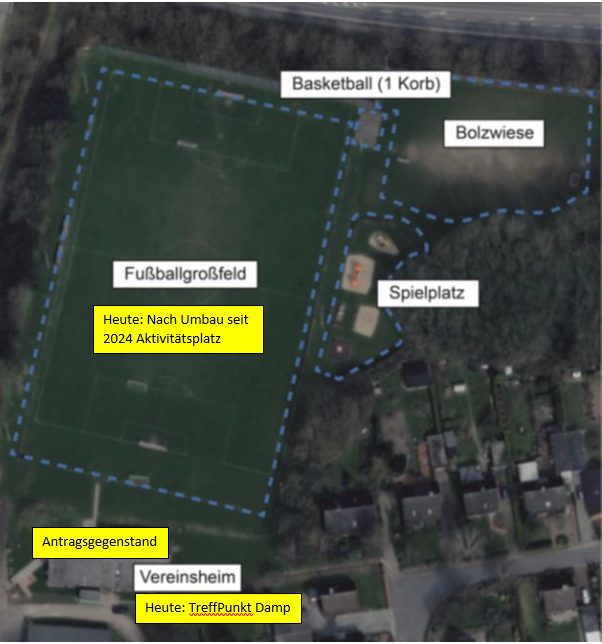 Basketball (1 Korb)
Bolzwiese
Fußballgroßfeld
Spielplatz
Heute: Nach Umbau seit
2024 Aktivitätsplatz
Antragsgegenstand
Vereinsheim
Heute: TreffPunkt Damp